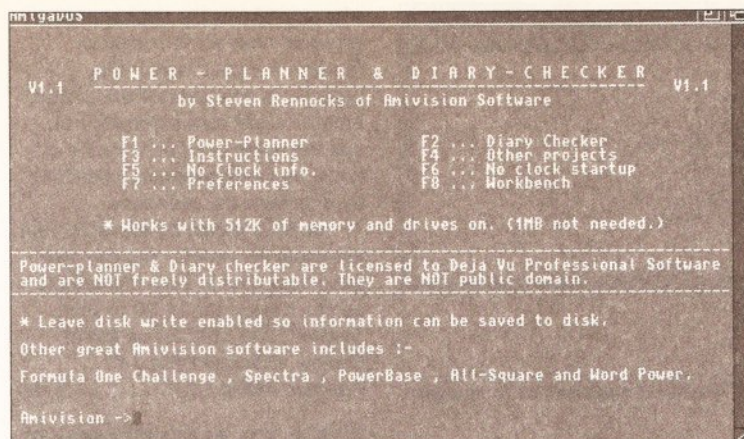 AmigaDOS
POWER - PLANNER & DIARY-CHECKER
V1.1 V1.1
by Steven Rennocks of Amivision Software
F1 ... Power-Planner F2 ... Diary Checker
F3 ... Instructions F4 ... Other projects
F5 ... No Clock info. F6 ... No clock startup
F7 ... Preferences F8 ... Workbench
* Works with 512K of memory and drives on. (1MB not needed.)
Power-planner & Diary checker are licensed to Deja Vu Professional Software
and are NOT freely distributable. They are NOT public domain.
* Leave disk write enabled so information can be saved to disk.
Other great Amivision software includes :-
Formula One Challenge , Spectra , PowerBase , All-Square and Word Power.
Amivision ->